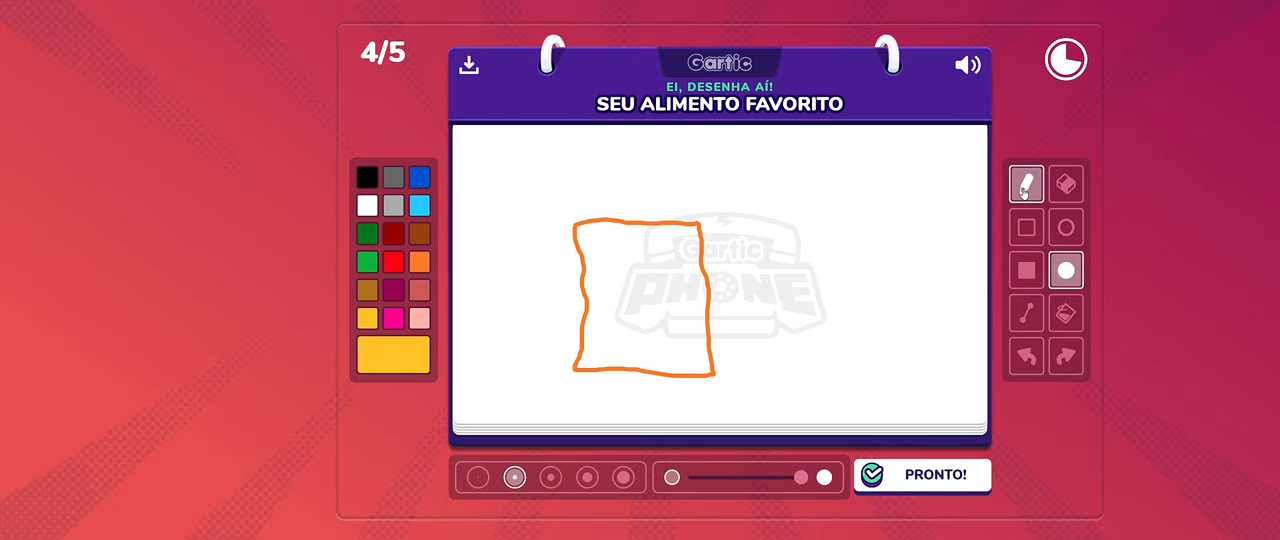 4/5
Gartic
EI, DESENHA AÍ!
SEU ALIMENTO FAVORITO
Gartic
PHONE
PRONTO!